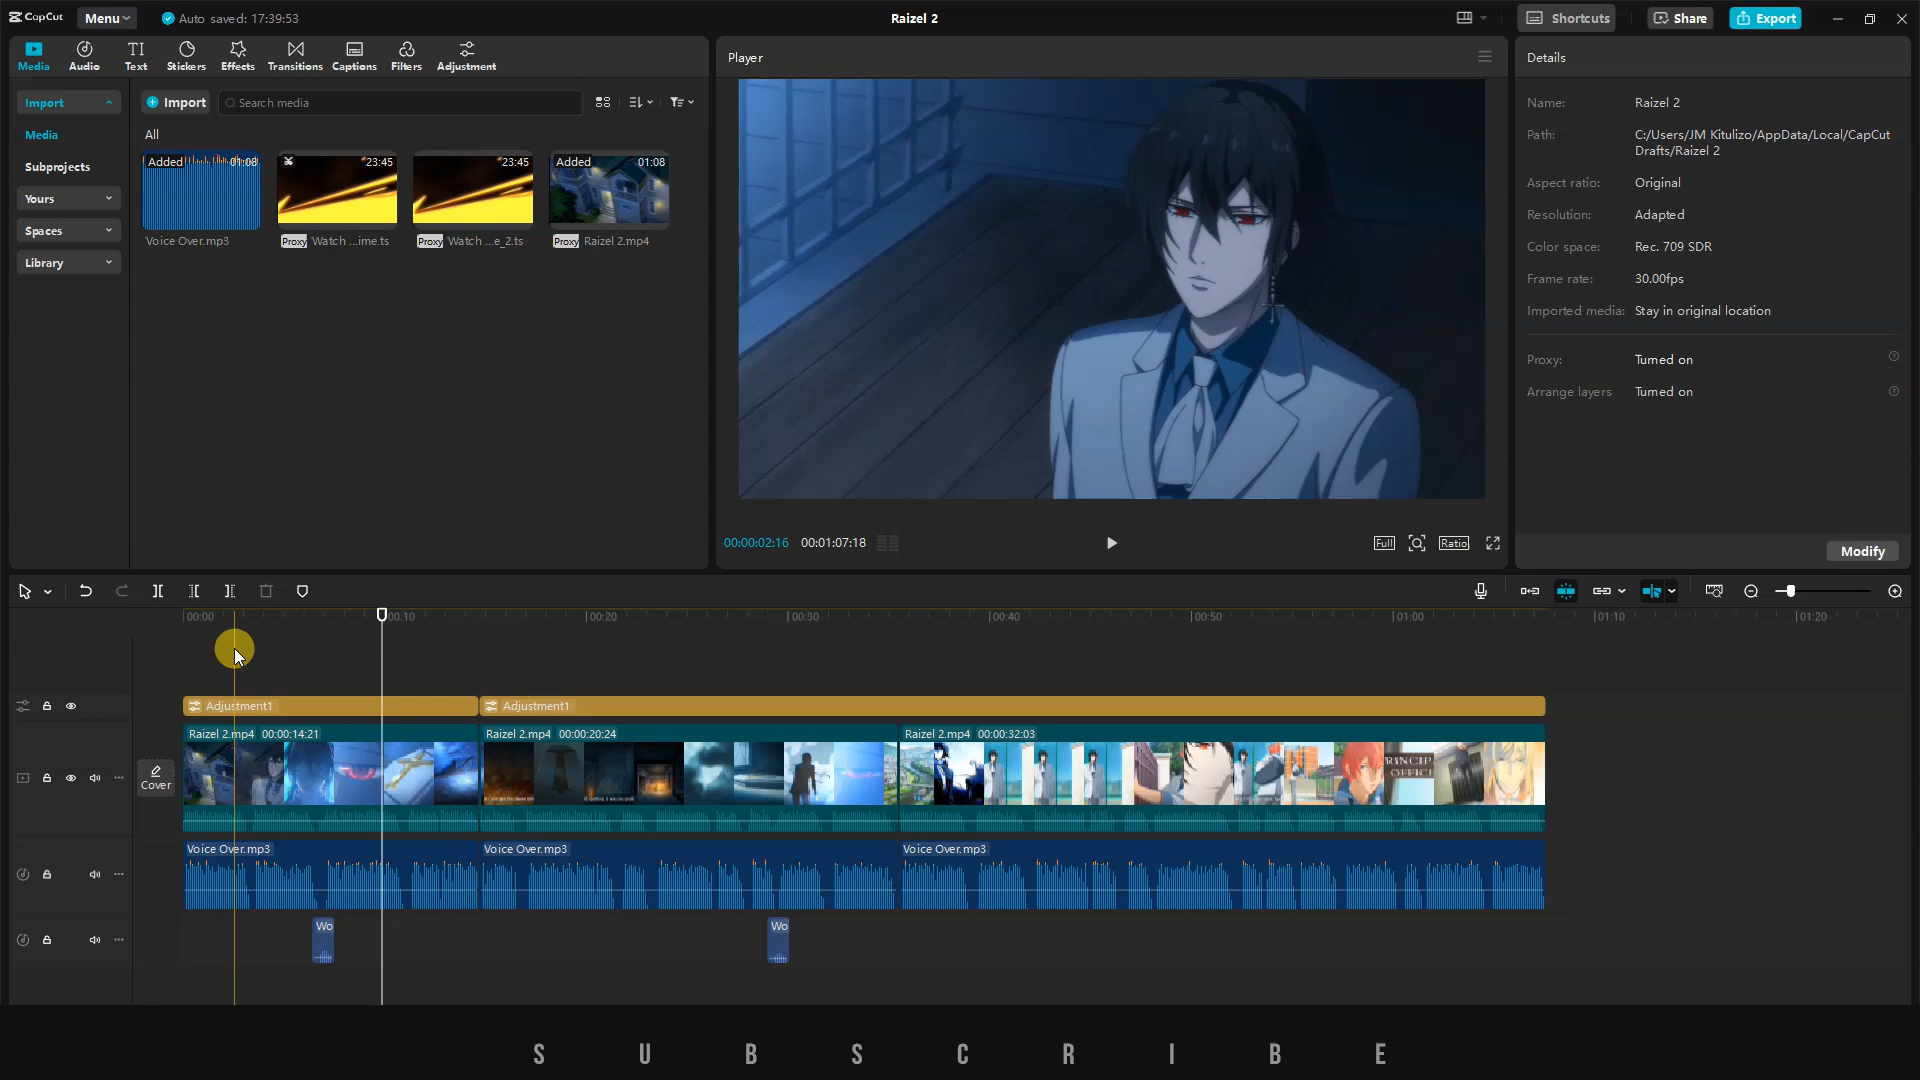 CapCut Menu Auto saved: 17:39:53 Raizel 2 Shortcuts Share Export
Media Audio Text Stickers Effects Transitions Captions Filters Adjustment
Import
Media
Subprojects
Yours
Spaces
Library
Import Search media
All
Added 01:08 23:45 23:45 Added 01:08
Voice Over.mp3 Proxy Watch ...ime.ts Proxy Watch ...e_2.ts Proxy Raizel 2.mp4
Player
00:00:02:16 00:01:07:18 Full Ratio
Details
Name: Raizel 2
Path: C:/Users/JM Kitulizo/AppData/Local/CapCut
Drafts/Raizel 2
Aspect ratio: Original
Resolution: Adapted
Color space: Rec. 709 SDR
Frame rate: 30.00fps
Imported media: Stay in original location
Proxy: Turned on
Arrange layers Turned on
Modify
00:00 00:10 00:20 00:30 00:40 00:50 01:00 01:10 01:20
Adjustment1 Adjustment1
Raizel 2.mp4 00:00:14:21 Raizel 2.mp4 00:00:20:24 Raizel 2.mp4 00:00:32:03
Cover
PRINCIP
OFFICE
Voice Over.mp3 Voice Over.mp3 Voice Over.mp3
Wo Wo
S U B S C R I B E